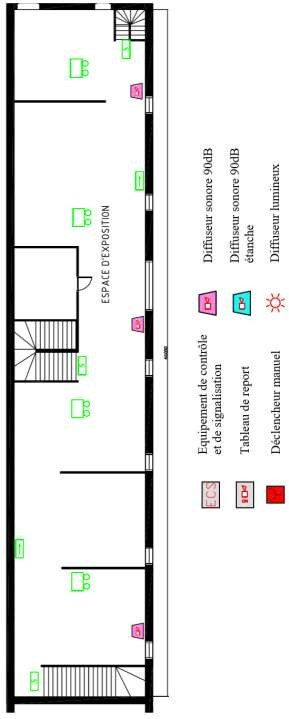 ESPACE D'EXPOSITION
ECS
Equipement de contrôle
et de signalisation
Tableau de report
Déclencheur manuel
Diffuseur sonore 90dB
Diffuseur sonore 90dB
étanche
Diffuseur lumineux